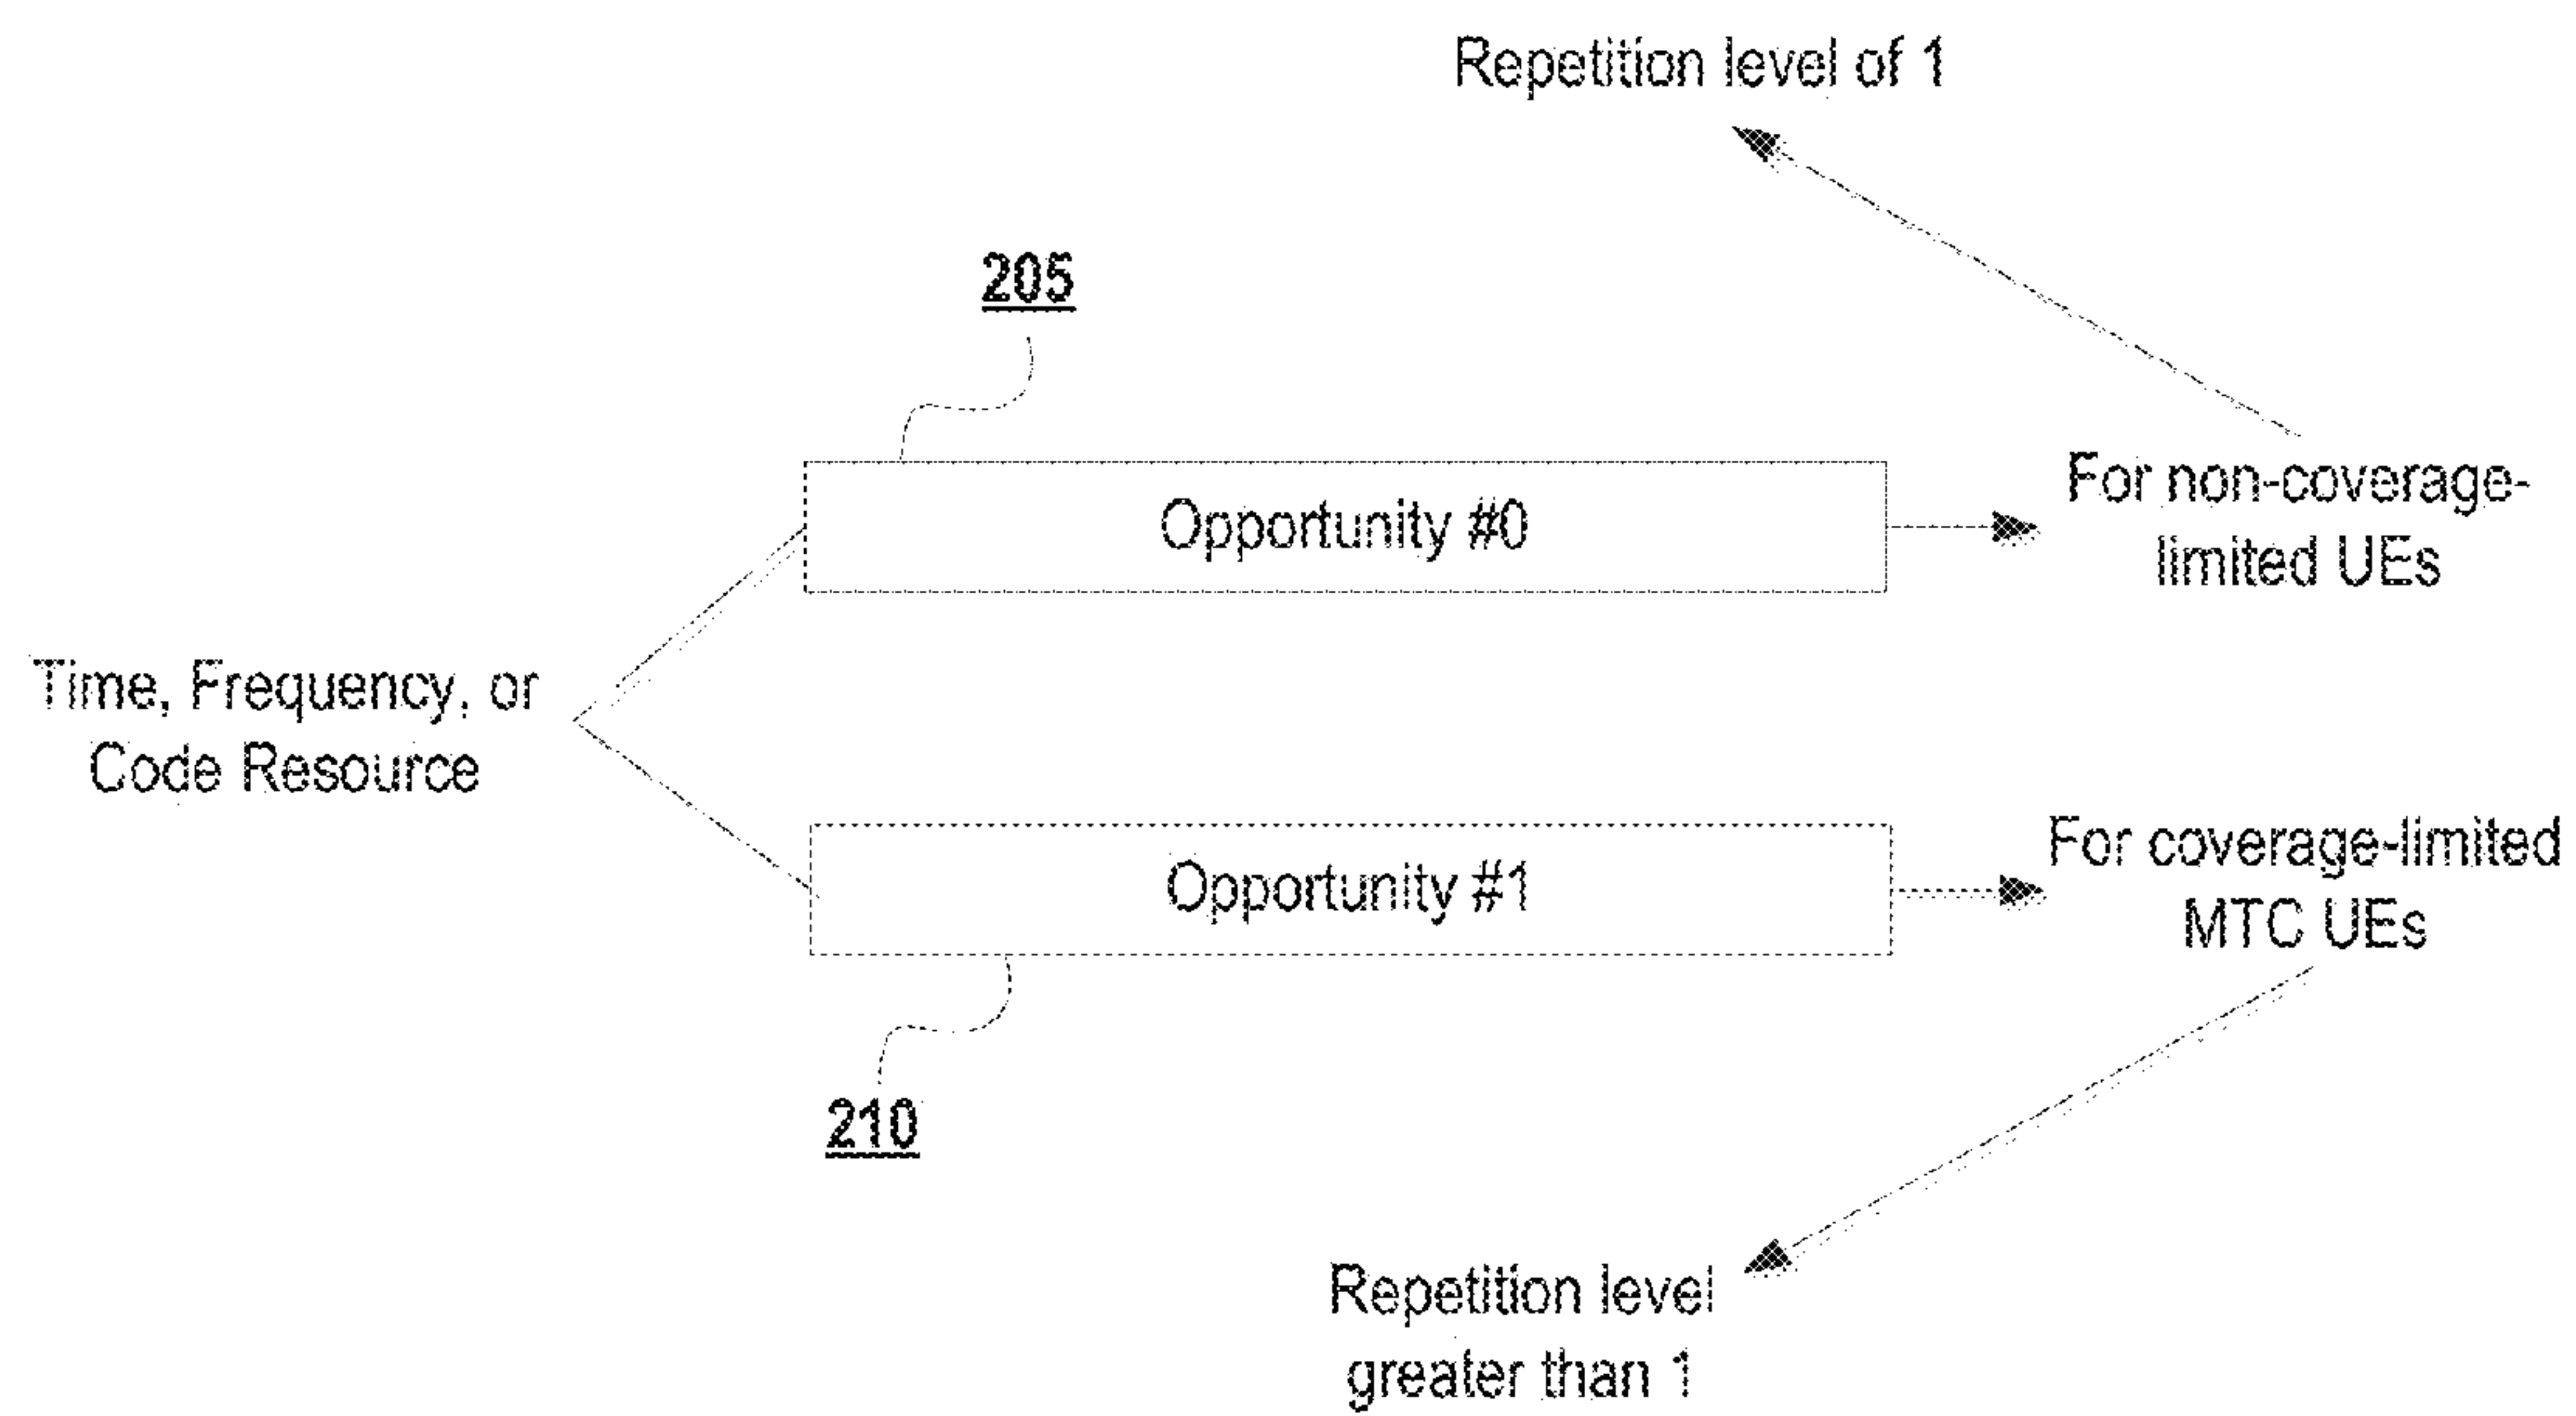 Repetition level of 1
205
Opportunity #0
For non-coverage-
limited UEs
Time, Frequency, or
Code Resource
Opportunity #1
For coverage-limited
MTC UEs
210
Repetition level
greater than 1